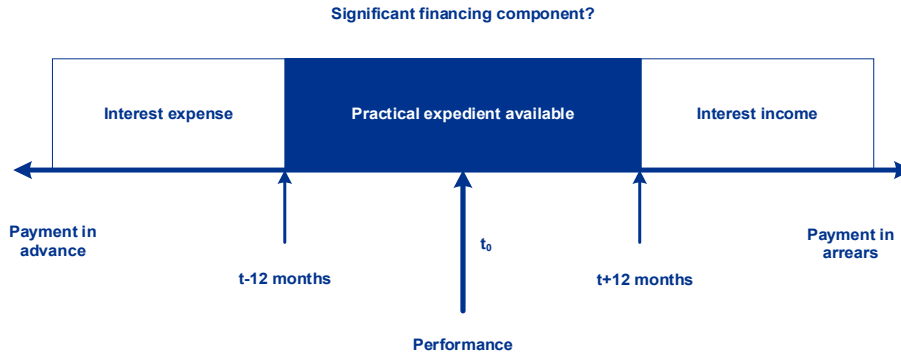 Significant financing component?
Interest expense
Practical expedient available
Interest income
Payment in
advance
t-12 months
t₀
t+12 months
Payment in
arrears
Performance